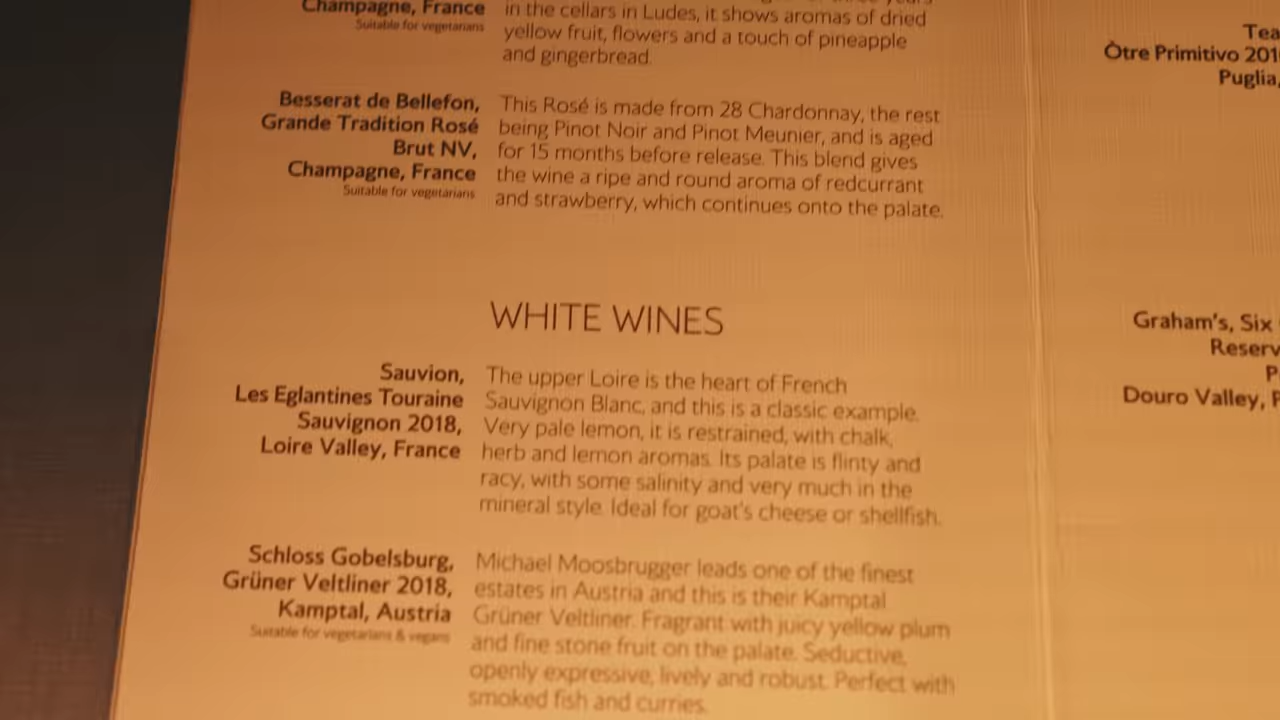 Champagne, France
Suitable for vegetarians
in the cellars in Ludes, it shows aromas of dried
yellow fruit, flowers and a touch of pineapple
and gingerbread.
Besserat de Bellefon,
Grande Tradition Rosé
Brut NV,
Champagne, France
Suitable for vegetarians
This Rosé is made from 28 Chardonnay, the rest
being Pinot Noir and Pinot Meunier, and is aged
for 15 months before release. This blend gives
the wine a ripe and round aroma of redcurrant
and strawberry, which continues onto the palate.
WHITE WINES
Sauvion,
Les Eglantines Touraine
Sauvignon 2018,
Loire Valley, France
The upper Loire is the heart of French
Sauvignon Blanc, and this is a classic example.
Very pale lemon, it is restrained, with chalk,
herb and lemon aromas. Its palate is flinty and
racy, with some salinity and very much in the
mineral style. Ideal for goat's cheese or shellfish.
Schloss Gobelsburg,
Grüner Veltliner 2018,
Kamptal, Austria
Suitable for vegetarians & vegans
Michael Moosbrugger leads one of the finest
estates in Austria and this is their Kamptal
Grüner Veltliner. Fragrant with juicy yellow plum
and fine stone fruit on the palate. Seductive,
openly expressive, lively and robust. Perfect with
smoked fish and curries.
Tea
Òtre Primitivo 201
Puglia,
Graham's, Six
Reserv
P
Douro Valley, P